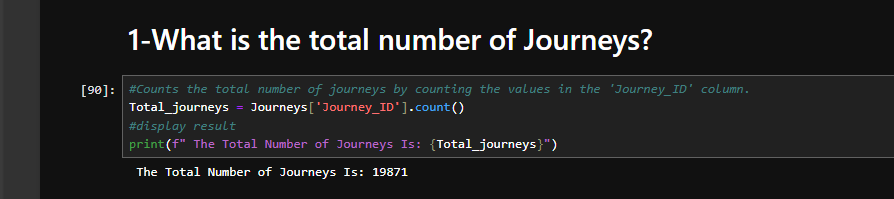 1-What is the total number of Journeys?
[90]: #Counts the total number of journeys by counting the values in the 'Journey_ID' column.
Total_journeys = Journeys['Journey_ID'].count()
#display result
print(f" The Total Number of Journeys Is: {Total_journeys}")
The Total Number of Journeys Is: 19871